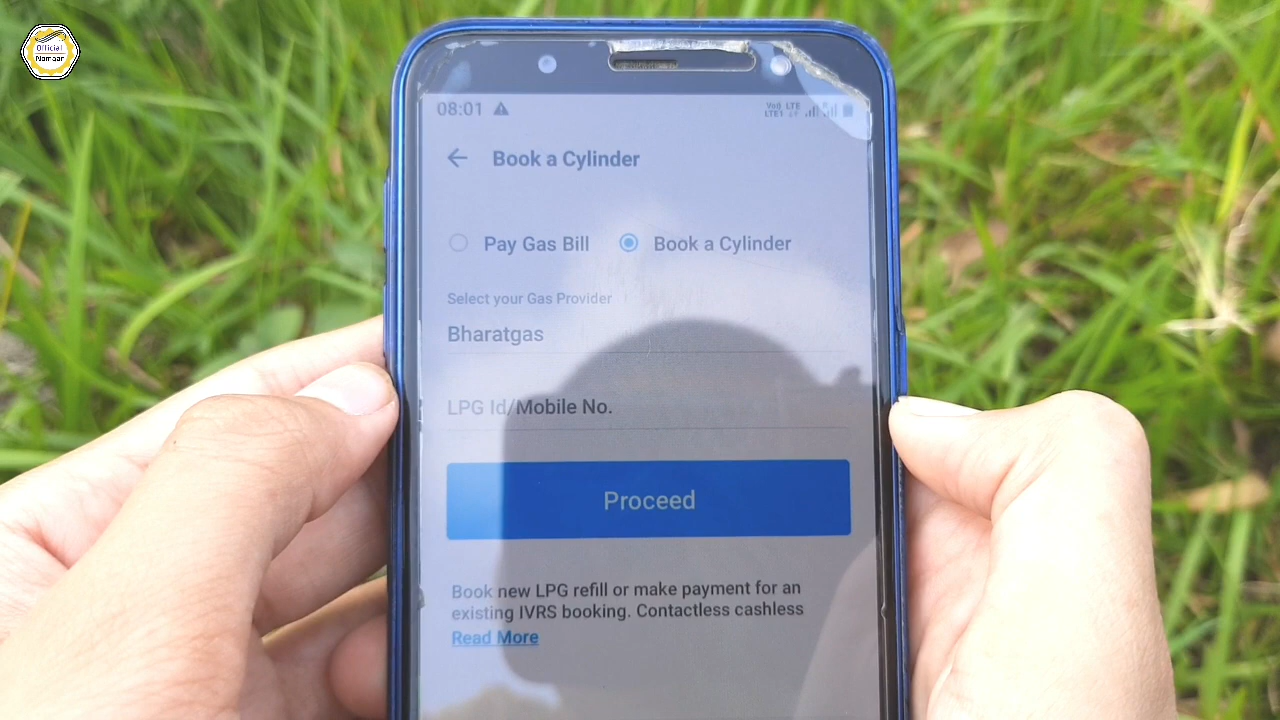 Official
Namaar
08:01
VoD LTE
LTE1
Book a Cylinder
Pay Gas Bill
Book a Cylinder
Select your Gas Provider
Bharatgas
LPG Id/Mobile No.
Proceed
Book new LPG refill or make payment for an
existing IVRS booking. Contactless cashless
Read More